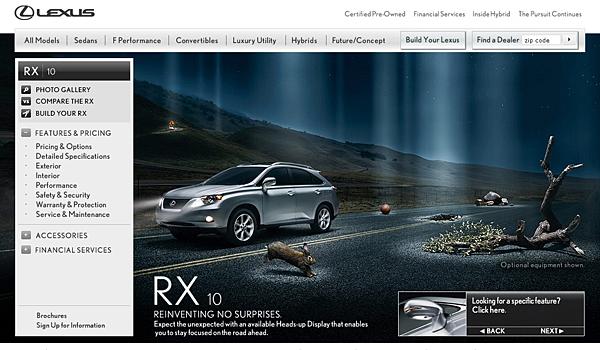 LEXUS
Certified Pre-Owned Financial Services Inside Hybrid The Pursuit Continues
All Models Sedans F Performance Convertibles Luxury Utility Hybrids Future/Concept Build Your Lexus Find a Dealer zip code
RX 10
PHOTO GALLERY
VS COMPARE THE RX
BUILD YOUR RX
FEATURES & PRICING
Pricing & Options
Detailed Specifications
Exterior
Interior
Performance
Safety & Security
Warranty & Protection
Service & Maintenance
ACCESSORIES
FINANCIAL SERVICES
Brochures
Sign Up for Information
Optional equipment shown.
RX 10
REINVENTING NO SURPRISES.
Expect the unexpected with an available Heads-up Display that enables
you to stay focused on the road ahead.
Looking for a specific feature?
Click here.
BACK NEXT